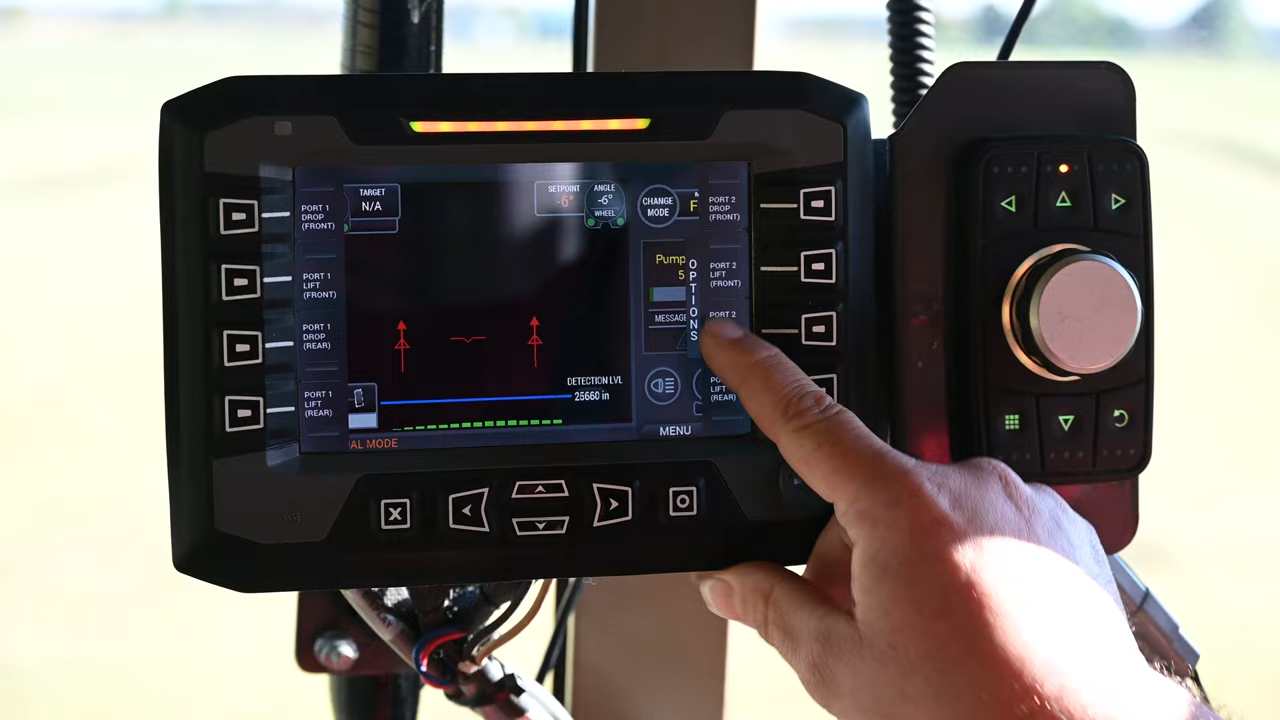 PORT 1
DROP
(FRONT)
PORT 1
LIFT
(FRONT)
PORT 1
DROP
(REAR)
PORT 1
LIFT
(REAR)
TARGET
N/A
SETPOINT
-6°
ANGLE
-6°
WHEEL
CHANGE
MODE
F
Pump
5
MESSAGE
OPTIONS
PORT 2
DROP
(FRONT)
PORT 2
LIFT
(FRONT)
PORT 2
LIFT
(REAR)
DETECTION LVL
25660 in
AL MODE
MENU
X